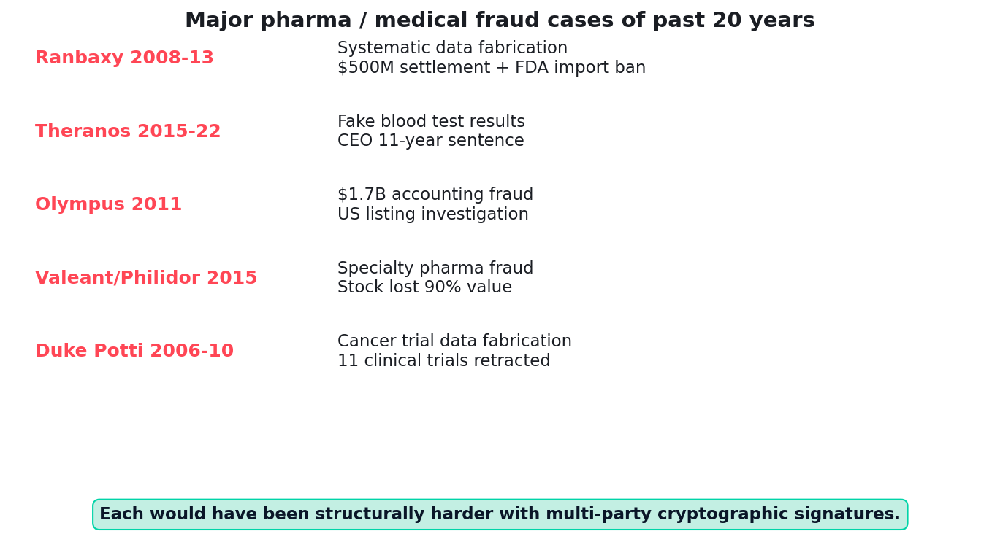 Major pharma / medical fraud cases of past 20 years
Ranbaxy 2008-13
Systematic data fabrication
$500M settlement + FDA import ban
Theranos 2015-22
Fake blood test results
CEO 11-year sentence
Olympus 2011
$1.7B accounting fraud
US listing investigation
Valeant/Philidor 2015
Specialty pharma fraud
Stock lost 90% value
Duke Potti 2006-10
Cancer trial data fabrication
11 clinical trials retracted
Each would have been structurally harder with multi-party cryptographic signatures.